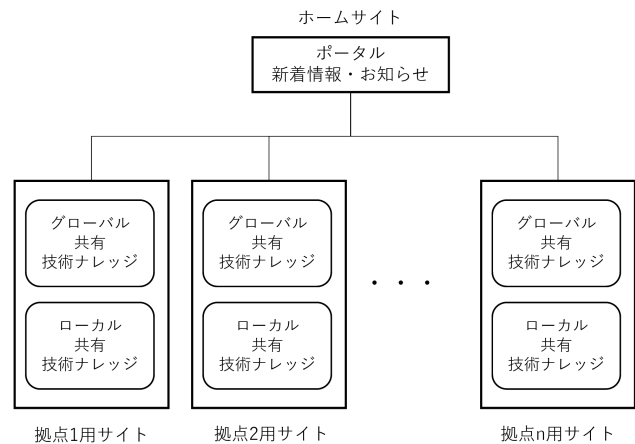 ホームサイト
ポータル
新着情報・お知らせ
グローバル
共有
技術ナレッジ
ローカル
共有
技術ナレッジ
拠点1用サイト
グローバル
共有
技術ナレッジ
ローカル
共有
技術ナレッジ
拠点2用サイト
・・・
グローバル
共有
技術ナレッジ
ローカル
共有
技術ナレッジ
拠点n用サイト